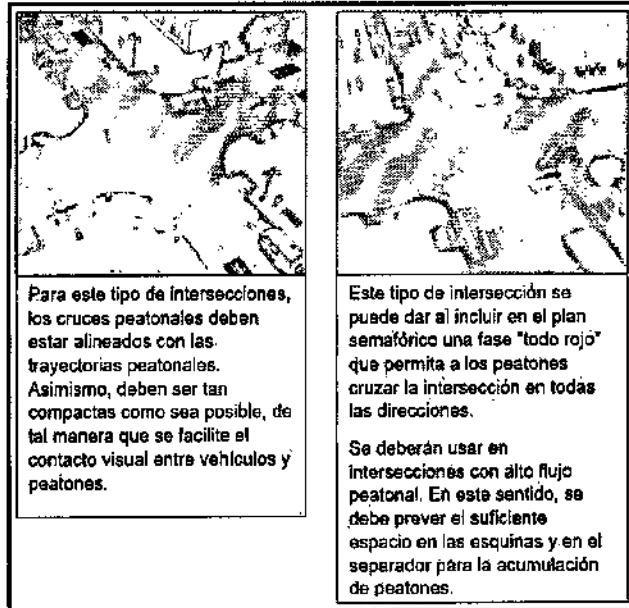 Para este tipo de intersecciones,
los cruces peatonales deben
estar alineados con las
trayectorias peatonales.
Asimismo, deben ser tan
compactas como sea posible, de
tal manera que se facilite el
contacto visual entre vehículos y
peatones.
Este tipo de intersección se
puede dar al incluir en el plan
semafórico una fase "todo rojo"
que permita a los peatones
cruzar la intersección en todas
las direcciones.
Se deberán usar en
intersecciones con alto flujo
peatonal. En este sentido, se
debe prever el suficiente
espacio en las esquinas y en el
separador para la acumulación
de peatones.